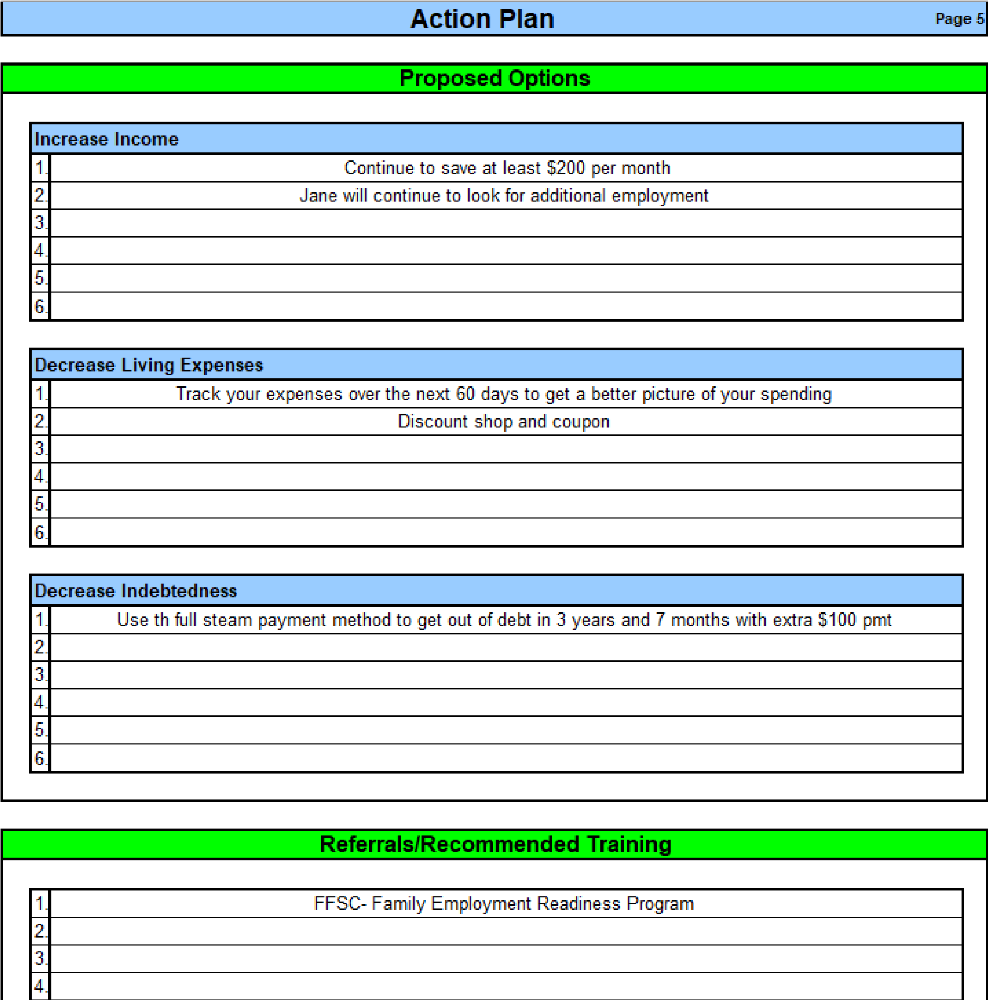 Action Plan Page 5
Proposed Options
Increase Income
1. Continue to save at least $200 per month
2. Jane will continue to look for additional employment
3.
4.
5.
6.
Decrease Living Expenses
1. Track your expenses over the next 60 days to get a better picture of your spending
2. Discount shop and coupon
3.
4.
5.
6.
Decrease Indebtedness
1. Use th full steam payment method to get out of debt in 3 years and 7 months with extra $100 pmt
2.
3.
4.
5.
6.
Referrals/Recommended Training
1. FFSC- Family Employment Readiness Program
2.
3.
4.